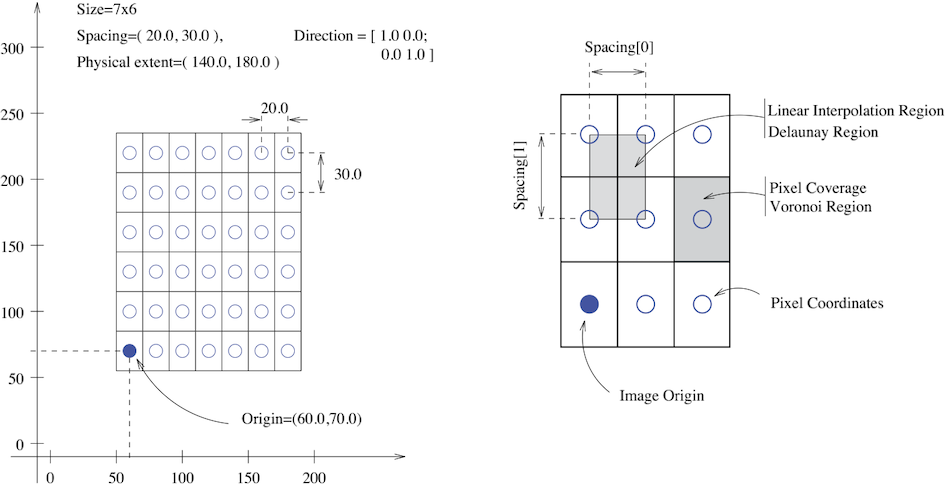 Size=7x6
Spacing=( 20.0, 30.0 ),
Direction = [ 1.0 0.0;
0.0 1.0 ]
Physical extent=( 140.0, 180.0 )
300
250
200
150
100
50
0
0
50
100
150
200
20.0
30.0
Origin=(60.0,70.0)
Spacing[0]
Spacing[1]
Linear Interpolation Region
Delaunay Region
Pixel Coverage
Voronoi Region
Pixel Coordinates
Image Origin